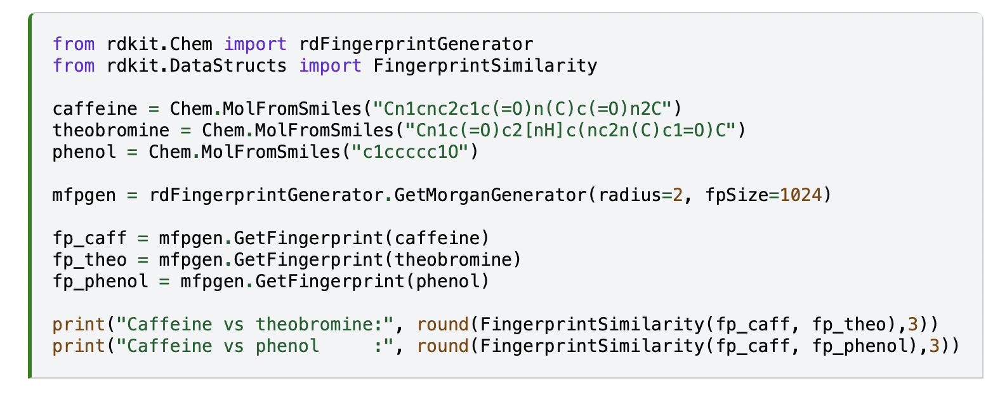 from rdkit.Chem import rdFingerprintGenerator
from rdkit.DataStructs import FingerprintSimilarity
caffeine = Chem.MolFromSmiles("Cn1cnc2c1c(=O)n(C)c(=O)n2C")
theobromine = Chem.MolFromSmiles("Cn1c(=O)c2[nH]c(nc2n(C)c1=O)C")
phenol = Chem.MolFromSmiles("c1ccccc1O")
mfpgen = rdFingerprintGenerator.GetMorganGenerator(radius=2, fpSize=1024)
fp_caff = mfpgen.GetFingerprint(caffeine)
fp_theo = mfpgen.GetFingerprint(theobromine)
fp_phenol = mfpgen.GetFingerprint(phenol)
print("Caffeine vs theobromine:", round(FingerprintSimilarity(fp_caff, fp_theo),3))
print("Caffeine vs phenol     :", round(FingerprintSimilarity(fp_caff, fp_phenol),3))